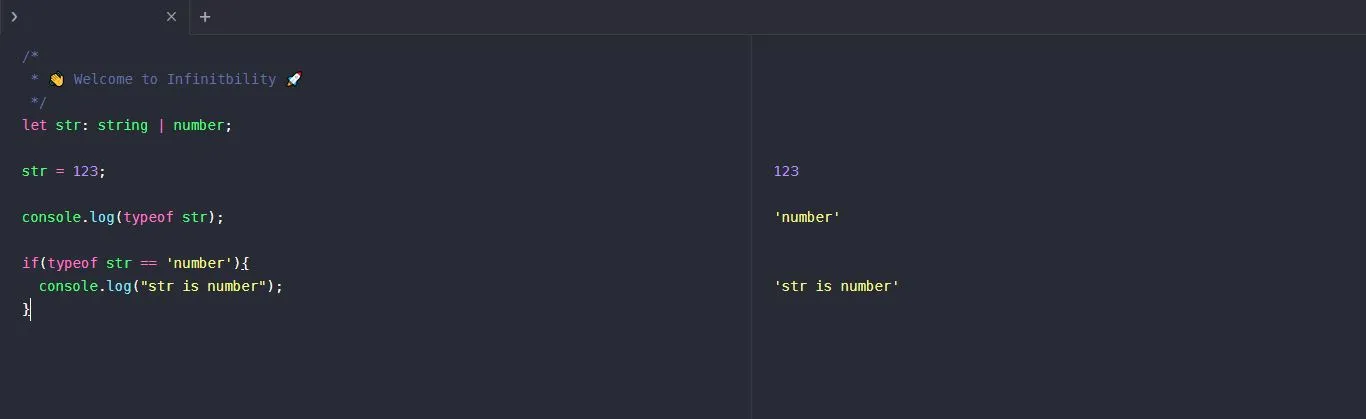 /*
 * 👋 Welcome to Infinitbility 🚀
 */
let str: string | number;
str = 123;
123
console.log(typeof str);
'number'
if(typeof str == 'number'){
  console.log("str is number");
'str is number'
}